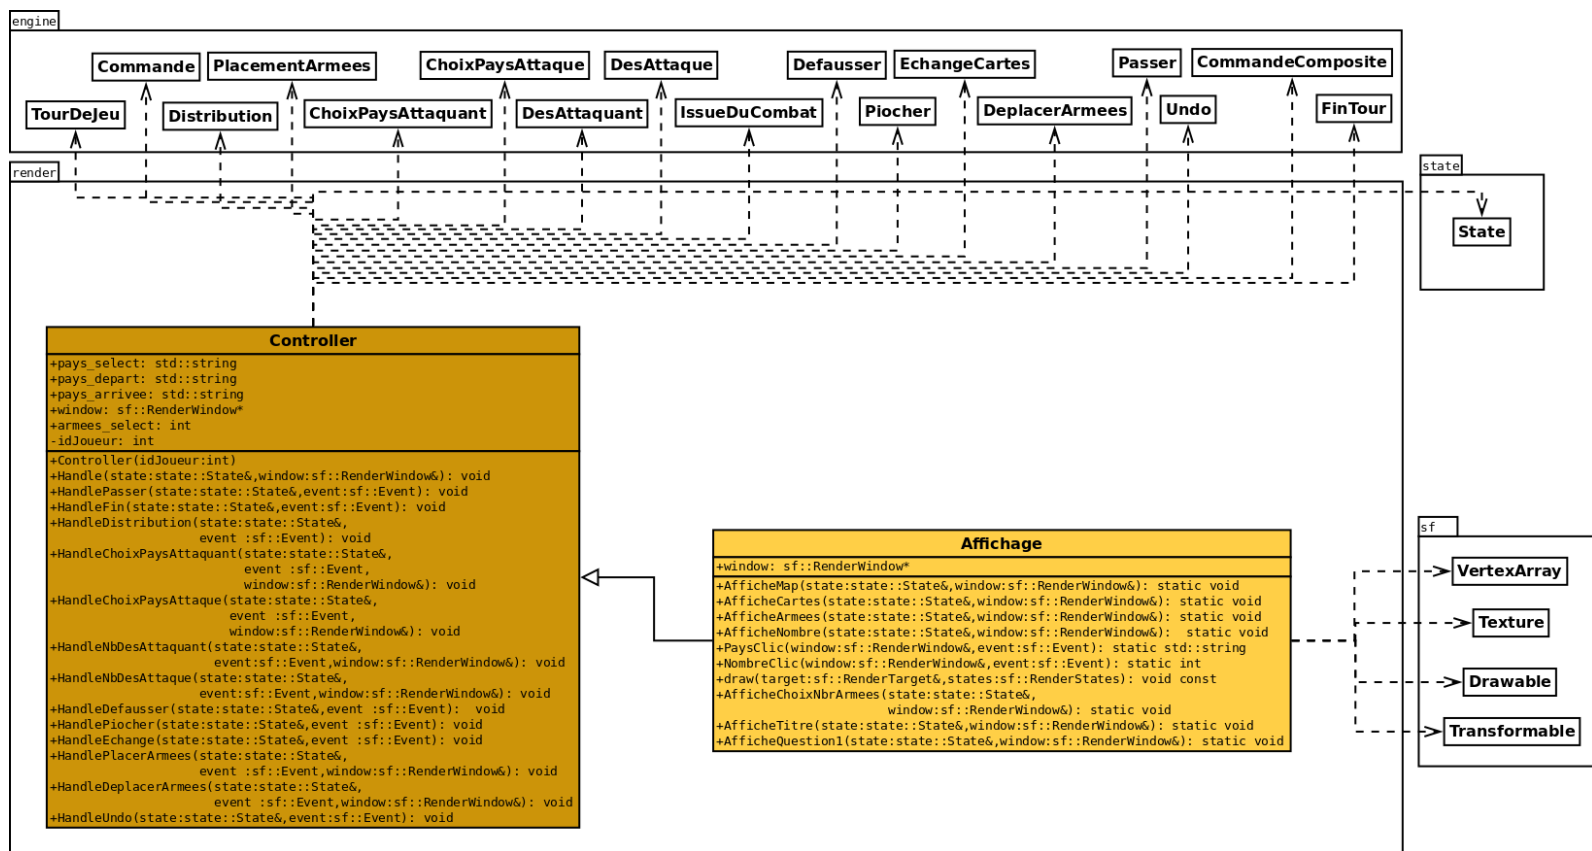 engine
Commande
PlacementArmees
ChoixPaysAttaque
DesAttaque
Defausser
EchangeCartes
Passer
CommandeComposite
TourDeJeu
Distribution
ChoixPaysAttaquant
DesAttaquant
IssueDuCombat
Piocher
DeplacerArmees
Undo
FinTour
render
state
State
Controller
+pays_select: std::string
+pays_depart: std::string
+pays_arrivee: std::string
+window: sf::RenderWindow*
+armees_select: int
-idJoueur: int
+Controller(idJoueur:int)
+Handle(state:state::State&,window:sf::RenderWindow&): void
+HandlePasser(state:state::State&,event:sf::Event): void
+HandleFin(state:state::State&,event:sf::Event): void
+HandleDistribution(state:state::State&,
event :sf::Event): void
+HandleChoixPaysAttaquant(state:state::State&,
event :sf::Event,
window:sf::RenderWindow&): void
+HandleChoixPaysAttaque(state:state::State&,
event :sf::Event,
window:sf::RenderWindow&): void
+HandleNbDesAttaquant(state:state::State&,
event:sf::Event,window:sf::RenderWindow&): void
+HandleNbDesAttaque(state:state::State&,
event:sf::Event,window:sf::RenderWindow&): void
+HandleDefausser(state:state::State&,event :sf::Event):  void
+HandlePiocher(state:state::State&,event :sf::Event): void
+HandleEchange(state:state::State&,event :sf::Event): void
+HandlePlacerArmees(state:state::State&,
event :sf::Event,window:sf::RenderWindow&): void
+HandleDeplacerArmees(state:state::State&,
event :sf::Event,window:sf::RenderWindow&): void
+HandleUndo(state:state::State&,event:sf::Event): void
Affichage
+window: sf::RenderWindow*
+AfficheMap(state:state::State&,window:sf::RenderWindow&): static void
+AfficheCartes(state:state::State&,window:sf::RenderWindow&): static void
+AfficheArmees(state:state::State&,window:sf::RenderWindow&): static void
+AfficheNombre(state:state::State&,window:sf::RenderWindow&):  static void
+PaysClic(window:sf::RenderWindow&,event:sf::Event): static std::string
+NombreClic(window:sf::RenderWindow&,event:sf::Event): static int
+draw(target:sf::RenderTarget&,states:sf::RenderStates): void const
+AfficheChoixNbrArmees(state:state::State&,
window:sf::RenderWindow&): static void
+AfficheTitre(state:state::State&,window:sf::RenderWindow&): static void
+AfficheQuestion1(state:state::State&,window:sf::RenderWindow&): static void
sf
VertexArray
Texture
Drawable
Transformable